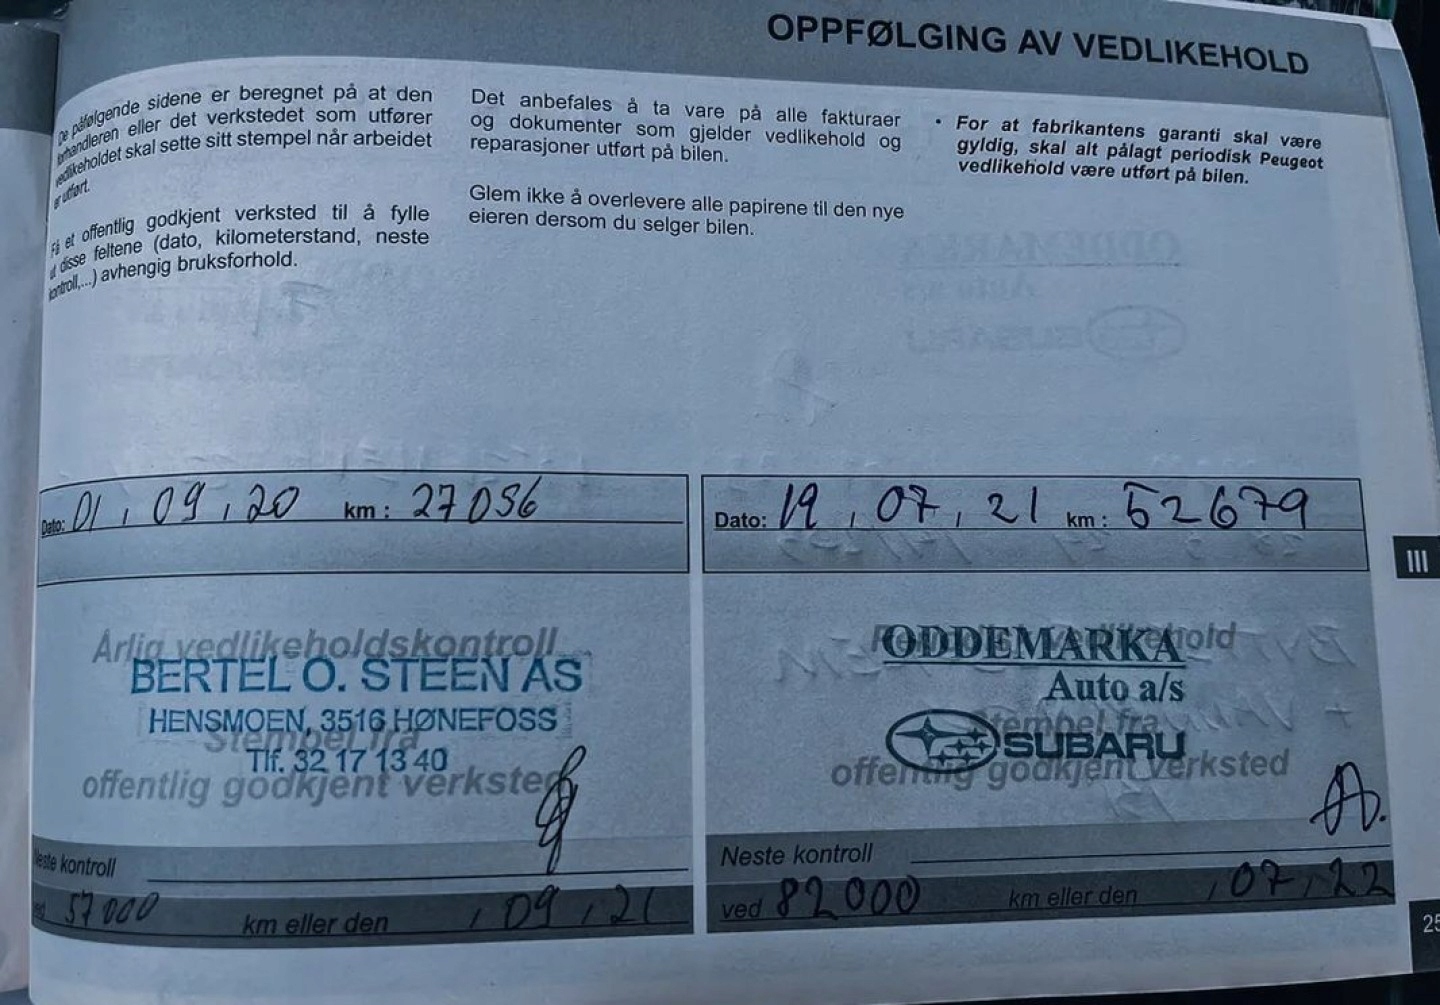 OPPFØLGING AV VEDLIKEHOLD
De påfølgende sidene er beregnet på at den
forhandleren eller det verkstedet som utfører
vedlikeholdet skal sette sitt stempel når arbeidet
er utført.
Få et offentlig godkjent verksted til å fylle
ut disse feltene (dato, kilometerstand, neste
kontroll,...) avhengig bruksforhold.
Det anbefales å ta vare på alle fakturaer
og dokumenter som gjelder vedlikehold og
reparasjoner utført på bilen.
Glem ikke å overlevere alle papirene til den nye
eieren dersom du selger bilen.
• For at fabrikantens garanti skal være
gyldig, skal alt pålagt periodisk Peugeot
vedlikehold være utført på bilen.
Dato: 01, 09, 20 km : 27056
Årlig vedlikeholdskontroll
BERTEL O. STEEN AS
HENSMOEN, 3516 HØNEFOSS
Stempel fra
Tlf. 32 17 13 40
offentlig godkjent verksted
Neste kontroll
ved 57000 km eller den , 09, 21
Dato: 19, 07, 21 km : 52679
ODDEMARKA
Auto a/s
Stempel fra
SUBARU
offentlig godkjent verksted
Neste kontroll
ved 82000 km eller den , 07, 22
III
25